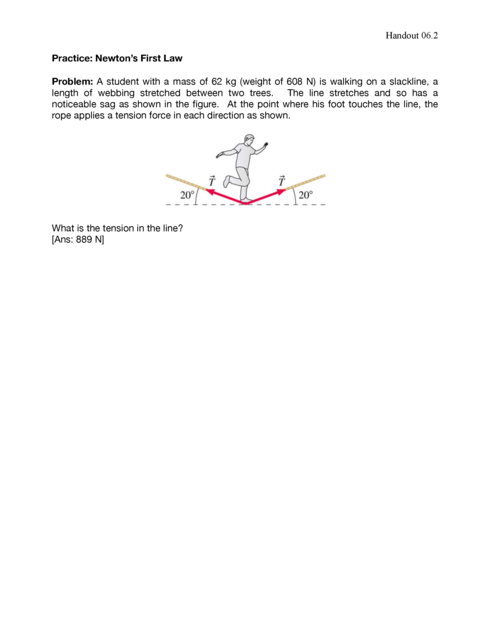 Handout 06.2
Practice: Newton's First Law
Problem: A student with a mass of 62 kg (weight of 608 N) is walking on a slackline, a
length of webbing stretched between two trees. The line stretches and so has a
noticeable sag as shown in the figure. At the point where his foot touches the line, the
rope applies a tension force in each direction as shown.
T⃗ T⃗
20° 20°
What is the tension in the line?
[Ans: 889 N]